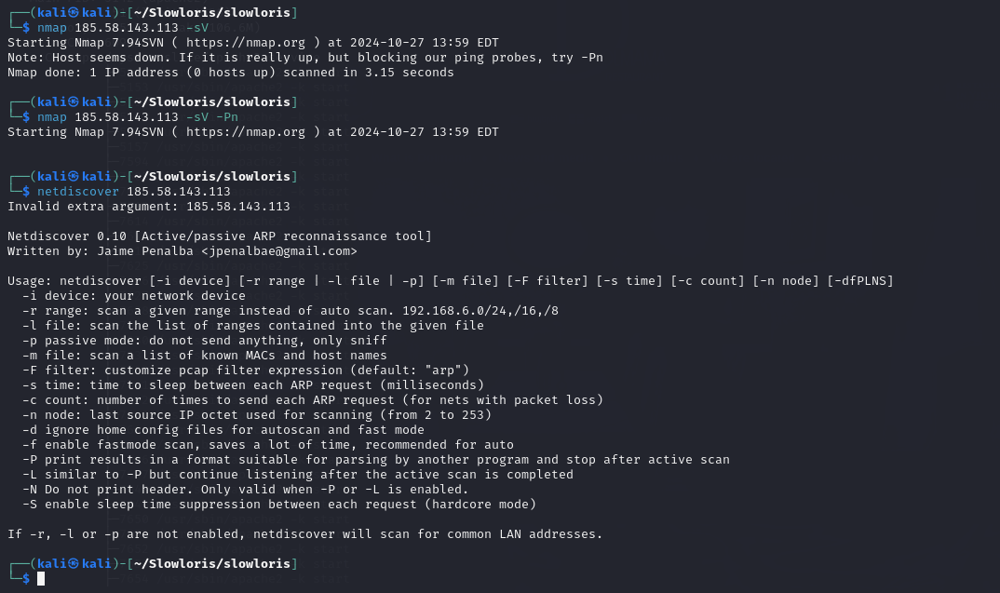 ┌──(kali㉿kali)-[~/Slowloris/slowloris]
└─$ nmap 185.58.143.113 -sV
Starting Nmap 7.94SVN ( https://nmap.org ) at 2024-10-27 13:59 EDT
Note: Host seems down. If it is really up, but blocking our ping probes, try -Pn
Nmap done: 1 IP address (0 hosts up) scanned in 3.15 seconds
┌──(kali㉿kali)-[~/Slowloris/slowloris]
└─$ nmap 185.58.143.113 -sV -Pn
Starting Nmap 7.94SVN ( https://nmap.org ) at 2024-10-27 13:59 EDT
┌──(kali㉿kali)-[~/Slowloris/slowloris]
└─$ netdiscover 185.58.143.113
Invalid extra argument: 185.58.143.113
Netdiscover 0.10 [Active/passive ARP reconnaissance tool]
Written by: Jaime Penalba <jpenalbae@gmail.com>
Usage: netdiscover [-i device] [-r range | -l file | -p] [-m file] [-F filter] [-s time] [-c count] [-n node] [-dfPLNS]
  -i device: your network device
  -r range: scan a given range instead of auto scan. 192.168.6.0/24,/16,/8
  -l file: scan the list of ranges contained into the given file
  -p passive mode: do not send anything, only sniff
  -m file: scan a list of known MACs and host names
  -F filter: customize pcap filter expression (default: "arp")
  -s time: time to sleep between each ARP request (milliseconds)
  -c count: number of times to send each ARP request (for nets with packet loss)
  -n node: last source IP octet used for scanning (from 2 to 253)
  -d ignore home config files for autoscan and fast mode
  -f enable fastmode scan, saves a lot of time, recommended for auto
  -P print results in a format suitable for parsing by another program and stop after active scan
  -L similar to -P but continue listening after the active scan is completed
  -N Do not print header. Only valid when -P or -L is enabled.
  -S enable sleep time suppression between each request (hardcore mode)
If -r, -l or -p are not enabled, netdiscover will scan for common LAN addresses.
┌──(kali㉿kali)-[~/Slowloris/slowloris]
└─$